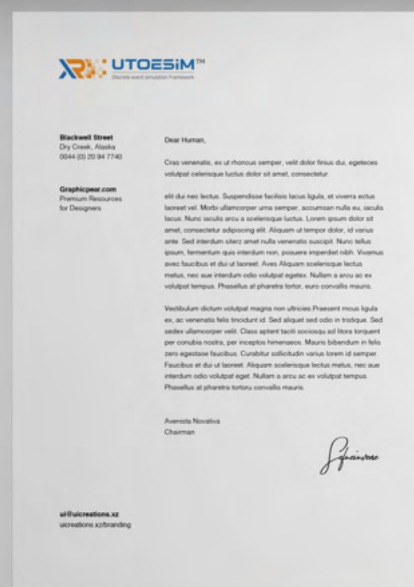 UTOESiM™
Discrete event simulation Framework
Blackwell Street
Dry Creek, Alaska
0044 (0) 20 94 7740
Graphicpear.com
Premium Resources
for Designers
Dear Human,
Cras venenatis, ex ut rhoncus semper, velit dolor finius dui, egeteces
volutpat celerisque luctus dolor sit amet, consectetur.
elit dui nec lectus. Suspendisse facilisis lacus ligula, et viverra ectus
laoreet vel. Morbi ullamcorper urna semper, accumsan nulla eu, iaculis
lacus. Nunc iaculis arcu a scelerisque luctus. Lorem ipsum dolor sit
amet, consectetur adipiscing elit. Aliquam ut tempor dolor, id varius
ante. Sed interdum siterz amet nulla venenatis suscipit. Nunc tellus
ipsum, fermentum quis interdum non, posuere imperdiet nibh. Vivamus
avec faucibus et dui ut laoreet. Aves Aliquam scelerisque lectus
metus, nec aue interdum odio volutpat egetex. Nullam a arcu ac ex
volutpat tempus. Phasellus at pharetra tortor, euro convallis mauris.
Vestibulum dictum volutpat magna non ultricies.Praesent mcus ligula
ex, ac venenatis felis tincidunt id. Sed aliquet sed odio in tristique. Sed
sedex ullamcorper velit. Class aptent taciti sociosqu ad litora torquent
per conubia nostra, per inceptos himenaeos. Mauris bibendum in felis
zero egestase faucibus. Curabitur sollicitudin varius lorem id semper.
Faucibus et dui ut laoreet. Aliquam scelerisque lectus metus, nec aue
interdum odio volutpat eget. Nullam a arcu ac ex volutpat tempus.
Phasellus at pharetra tortoru convallis mauris.
Avenista Novativa
Chairman
ui@uicreations.xz
uicreations.xz/branding